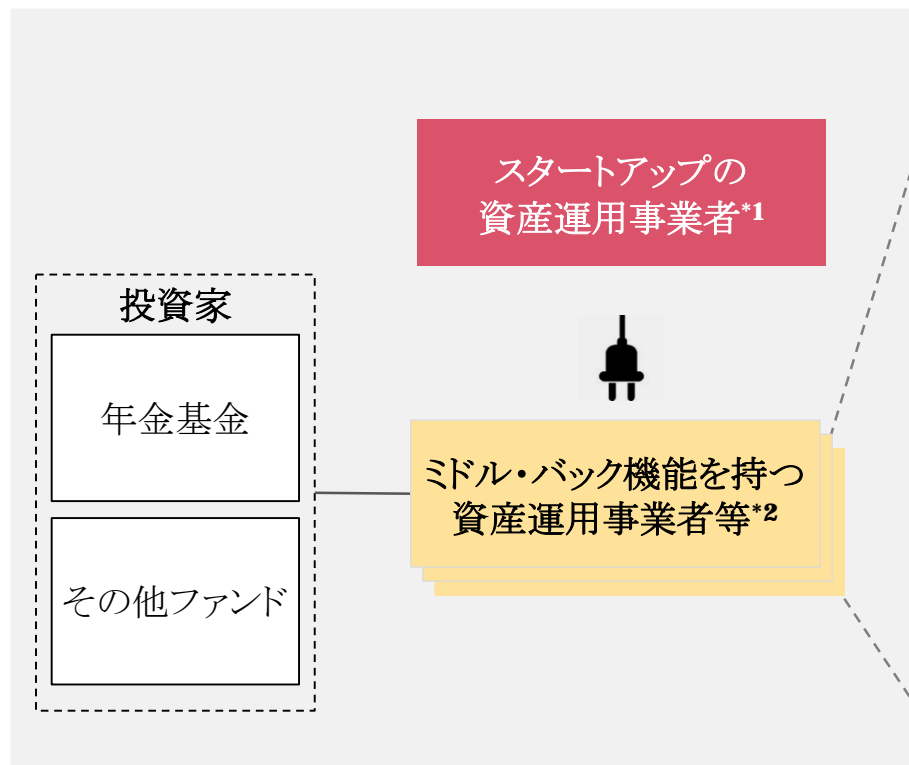 スタートアップの
資産運用事業者*1
投資家
年金基金
その他ファンド
ミドル・バック機能を持つ
資産運用事業者等*2